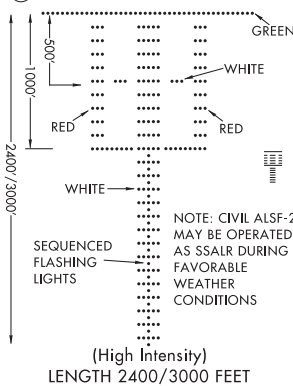 GREEN
500'
WHITE
1000'
RED
RED
2400'/3000'
WHITE
NOTE: CIVIL ALSF-2
MAY BE OPERATED
AS SSALR DURING
FAVORABLE
WEATHER
CONDITIONS
SEQUENCED
FLASHING
LIGHTS
(High Intensity)
LENGTH 2400/3000 FEET